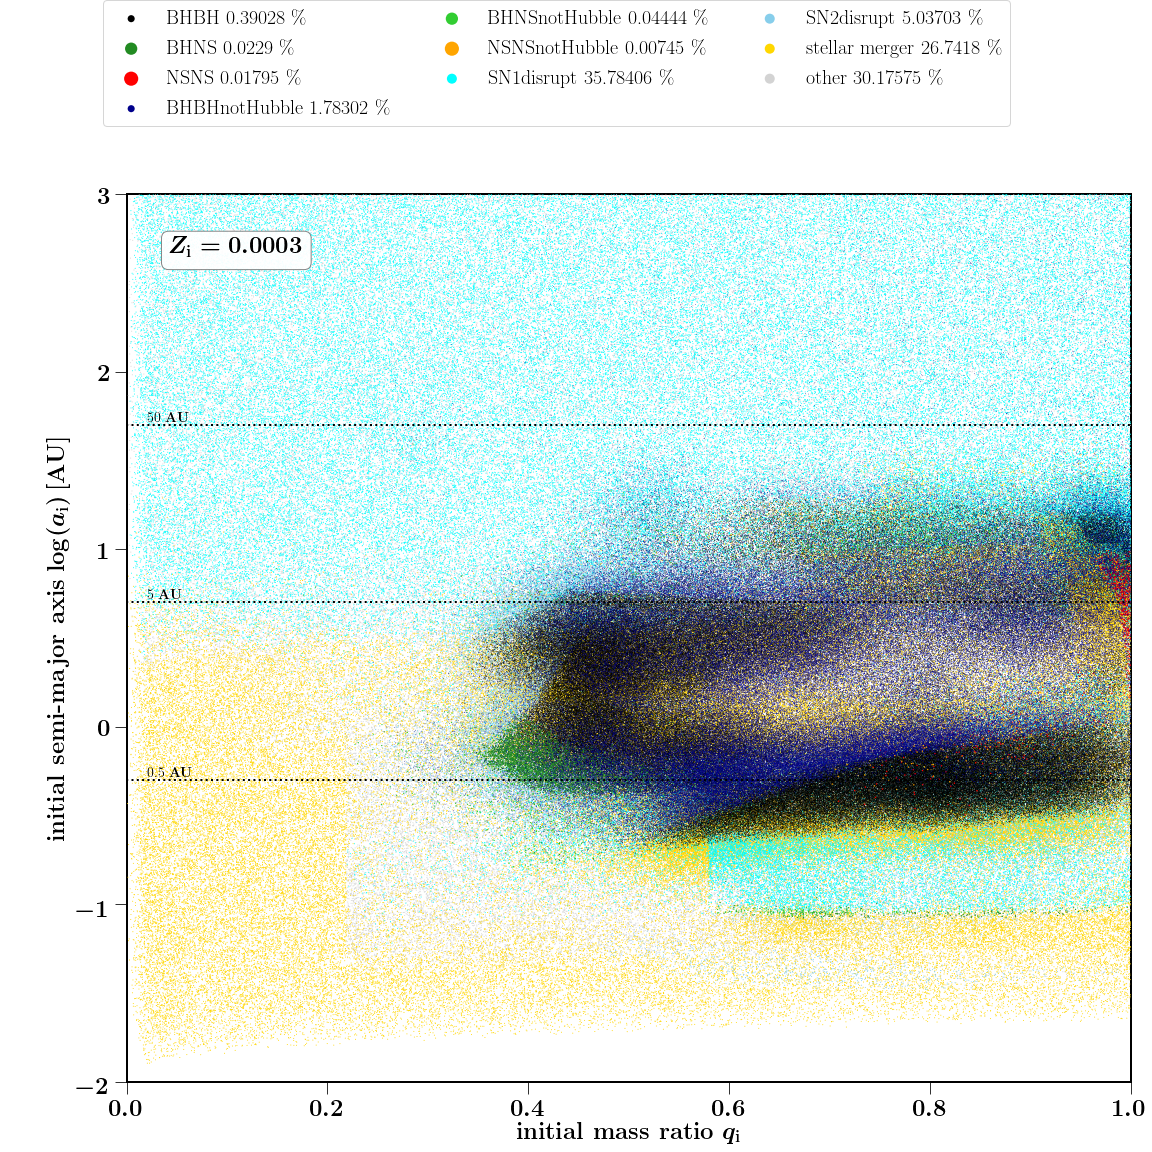 BHBH 0.39028 % BHNSnotHubble 0.04444 % SN2disrupt 5.03703 %
BHNS 0.0229 % NSNSnotHubble 0.00745 % stellar merger 26.7418 %
NSNS 0.01795 % SN1disrupt 35.78406 % other 30.17575 %
BHBHnotHubble 1.78302 %
3
Z_i = 0.0003
2
50 AU
1
5 AU
0
0.5 AU
−1
−2
initial semi-major axis log(a_i) [AU]
0.0 0.2 0.4 0.6 0.8 1.0
initial mass ratio q_i